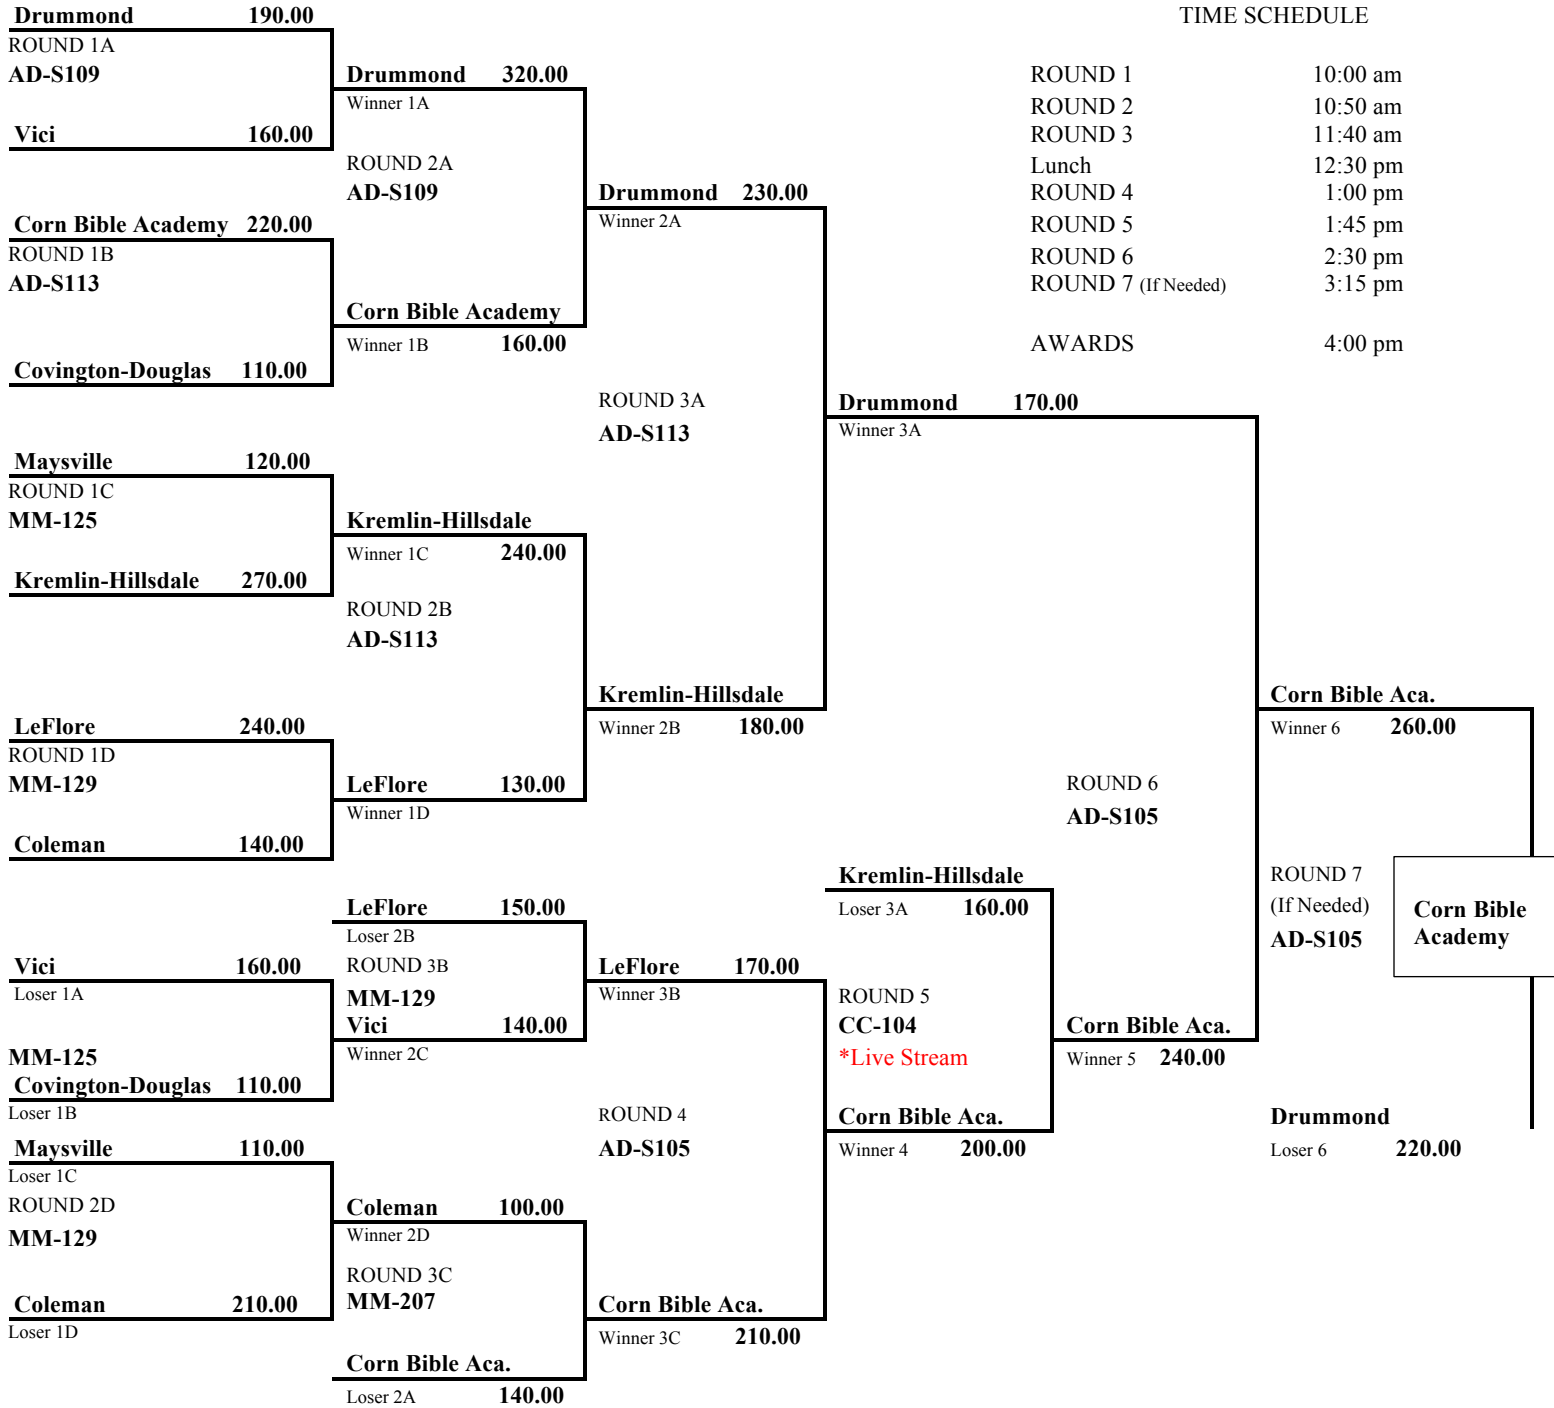 Drummond 190.00
ROUND 1A
AD-S109
Vici 160.00
Corn Bible Academy 220.00
ROUND 1B
AD-S113
Covington-Douglas 110.00
Maysville 120.00
ROUND 1C
MM-125
Kremlin-Hillsdale 270.00
LeFlore 240.00
ROUND 1D
MM-129
Coleman 140.00
Vici 160.00
Loser 1A
MM-125
Covington-Douglas 110.00
Loser 1B
Maysville 110.00
Loser 1C
ROUND 2D
MM-129
Coleman 210.00
Loser 1D
Drummond 320.00
Winner 1A
ROUND 2A
AD-S109
Corn Bible Academy
Winner 1B 160.00
Kremlin-Hillsdale
Winner 1C 240.00
ROUND 2B
AD-S113
LeFlore 130.00
Winner 1D
LeFlore 150.00
Loser 2B
ROUND 3B
MM-129
Vici 140.00
Winner 2C
Coleman 100.00
Winner 2D
ROUND 3C
MM-207
Corn Bible Aca.
Loser 2A 140.00
Drummond 230.00
Winner 2A
ROUND 3A
AD-S113
Kremlin-Hillsdale
Winner 2B 180.00
LeFlore 170.00
Winner 3B
ROUND 4
AD-S105
Corn Bible Aca.
Winner 3C 210.00
Drummond 170.00
Winner 3A
Kremlin-Hillsdale
Loser 3A 160.00
ROUND 5
CC-104
*Live Stream
Corn Bible Aca.
Winner 4 200.00
ROUND 6
AD-S105
Corn Bible Aca.
Winner 5 240.00
Corn Bible Aca.
Winner 6 260.00
ROUND 7
(If Needed)
AD-S105
Corn Bible
Academy
Drummond
Loser 6 220.00
TIME SCHEDULE
ROUND 1 10:00 am
ROUND 2 10:50 am
ROUND 3 11:40 am
Lunch 12:30 pm
ROUND 4 1:00 pm
ROUND 5 1:45 pm
ROUND 6 2:30 pm
ROUND 7 (If Needed) 3:15 pm
AWARDS 4:00 pm